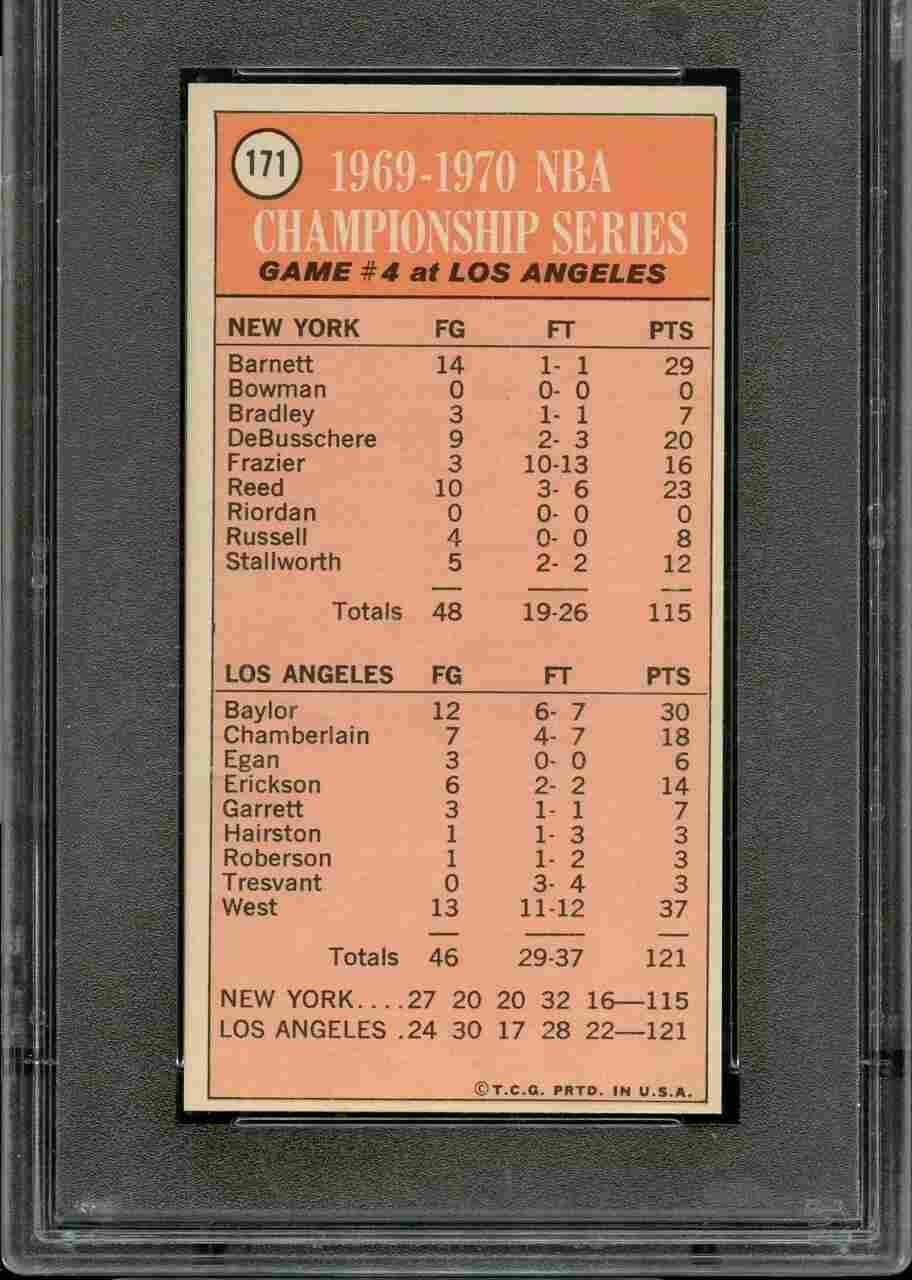 171
1969-1970 NBA
CHAMPIONSHIP SERIES
GAME #4 at LOS ANGELES
NEW YORK FG FT PTS
Barnett 14 1- 1 29
Bowman 0 0- 0 0
Bradley 3 1- 1 7
DeBusschere 9 2- 3 20
Frazier 3 10-13 16
Reed 10 3- 6 23
Riordan 0 0- 0 0
Russell 4 0- 0 8
Stallworth 5 2- 2 12
Totals 48 19-26 115
LOS ANGELES FG FT PTS
Baylor 12 6- 7 30
Chamberlain 7 4- 7 18
Egan 3 0- 0 6
Erickson 6 2- 2 14
Garrett 3 1- 1 7
Hairston 1 1- 3 3
Roberson 1 1- 2 3
Tresvant 0 3- 4 3
West 13 11-12 37
Totals 46 29-37 121
NEW YORK....27 20 20 32 16—115
LOS ANGELES .24 30 17 28 22—121
©T.C.G. PRTD. IN U.S.A.